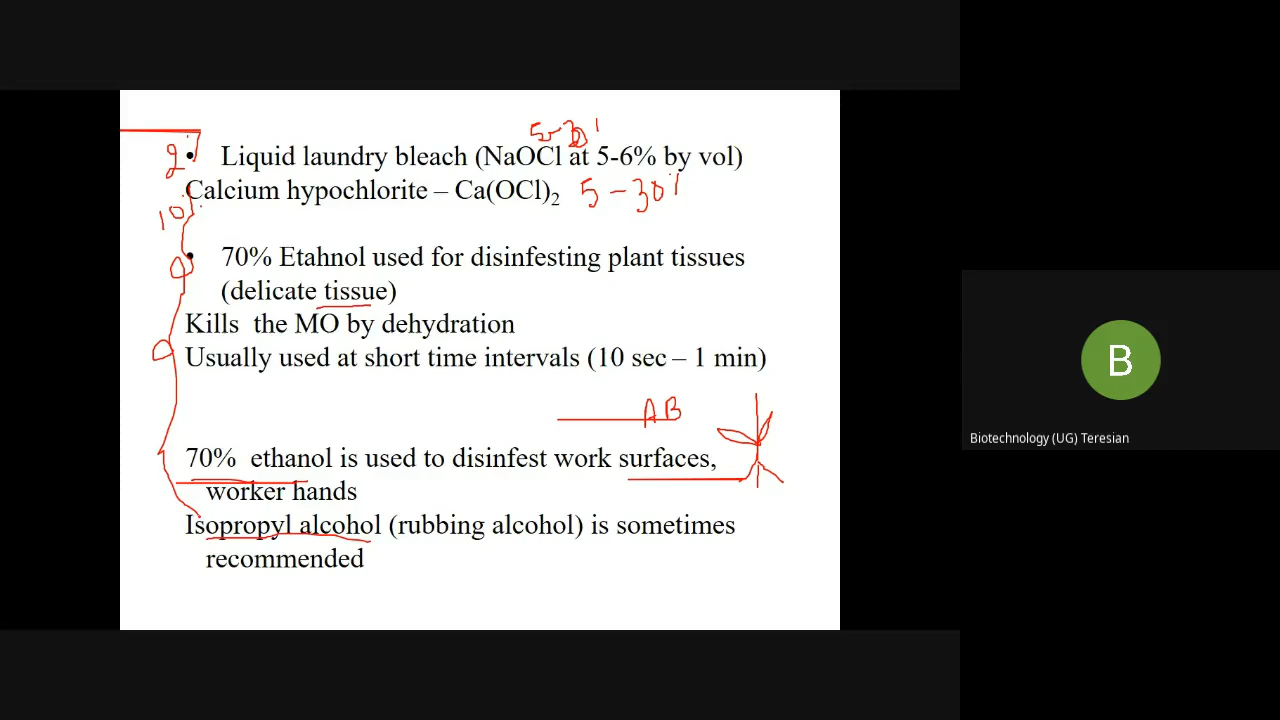 5-30%
2%
• Liquid laundry bleach (NaOCl at 5-6% by vol)
Calcium hypochlorite – Ca(OCl)2 5-30%
10%
• 70% Etahnol used for disinfesting plant tissues
(delicate tissue)
Kills the MO by dehydration
Usually used at short time intervals (10 sec – 1 min)
AB
70% ethanol is used to disinfest work surfaces,
worker hands
Isopropyl alcohol (rubbing alcohol) is sometimes
recommended
B
Biotechnology (UG) Teresian